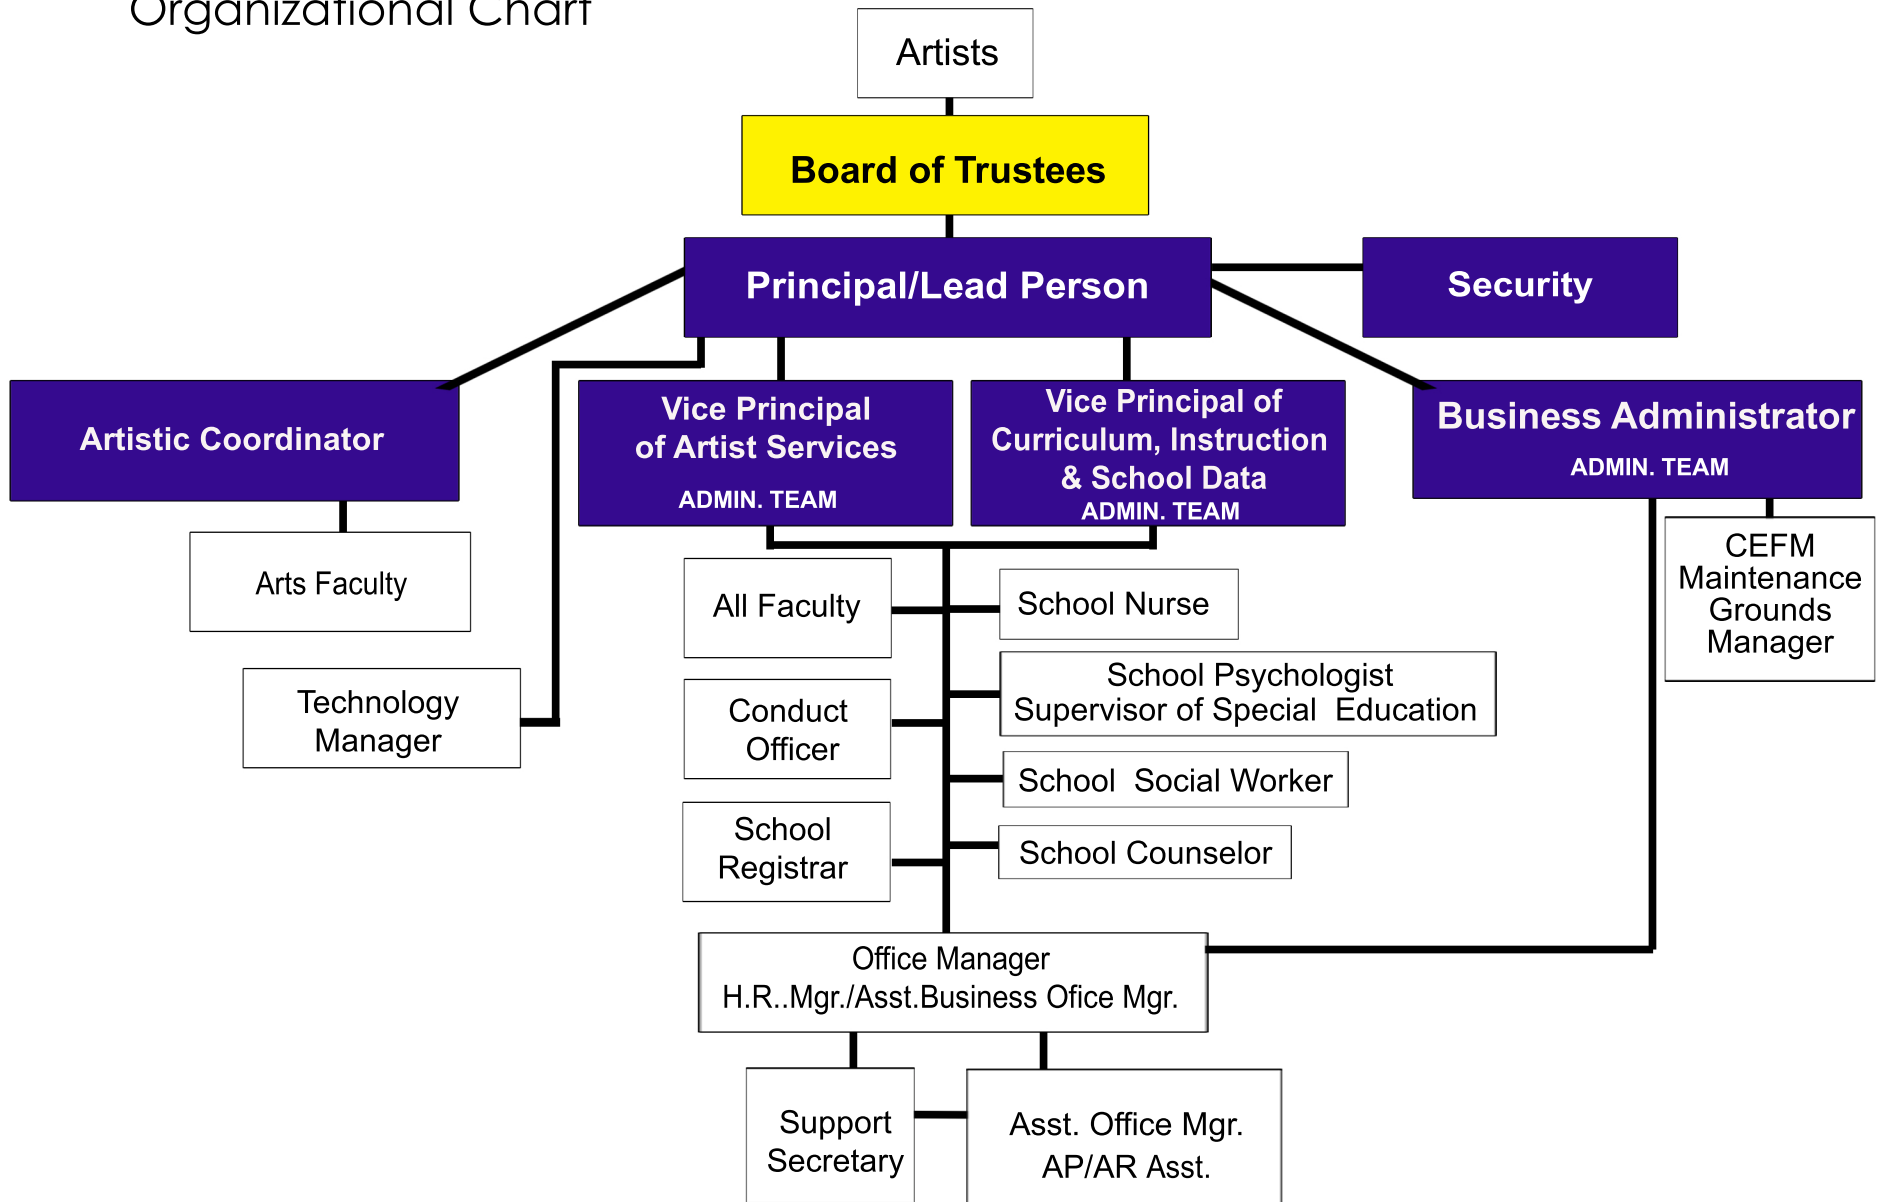 Organizational Chart
Artists
Board of Trustees
Principal/Lead Person
Security
Artistic Coordinator
Vice Principal
of Artist Services
ADMIN. TEAM
Vice Principal of
Curriculum, Instruction
& School Data
ADMIN. TEAM
Business Administrator
ADMIN. TEAM
Arts Faculty
CEFM
Maintenance
Grounds
Manager
All Faculty
School Nurse
Technology
Manager
Conduct
Officer
School Psychologist
Supervisor of Special  Education
School  Social Worker
School
Registrar
School Counselor
Office Manager
H.R..Mgr./Asst.Business Ofice Mgr.
Support
Secretary
Asst. Office Mgr.
AP/AR Asst.